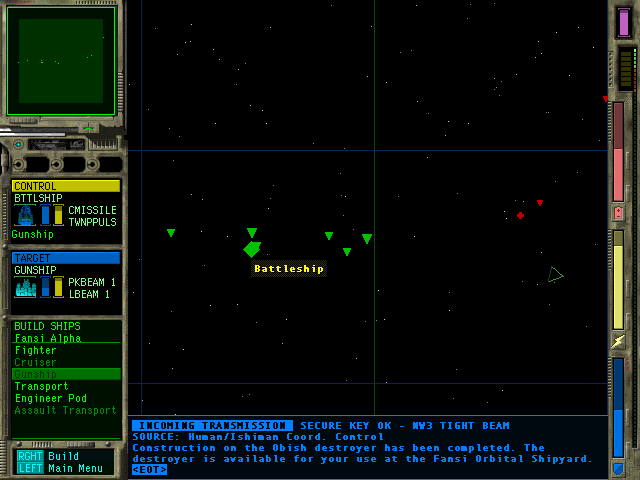 CONTROL
BTTLSHIP
CMISSILE
TWNPPULS
Gunship
TARGET
GUNSHIP
PKBEAM 1
LBEAM 1
BUILD SHIPS
Fansi Alpha
Fighter
Cruiser
Gunship
Transport
Engineer Pod
Assault Transport
RGHT Build
LEFT Main Menu
Battleship
INCOMING TRANSMISSION SECURE KEY OK - NW3 TIGHT BEAM
SOURCE: Human/Ishiman Coord. Control
Construction on the Obish destroyer has been completed. The
destroyer is available for your use at the Fansi Orbital Shipyard.
<EOT>